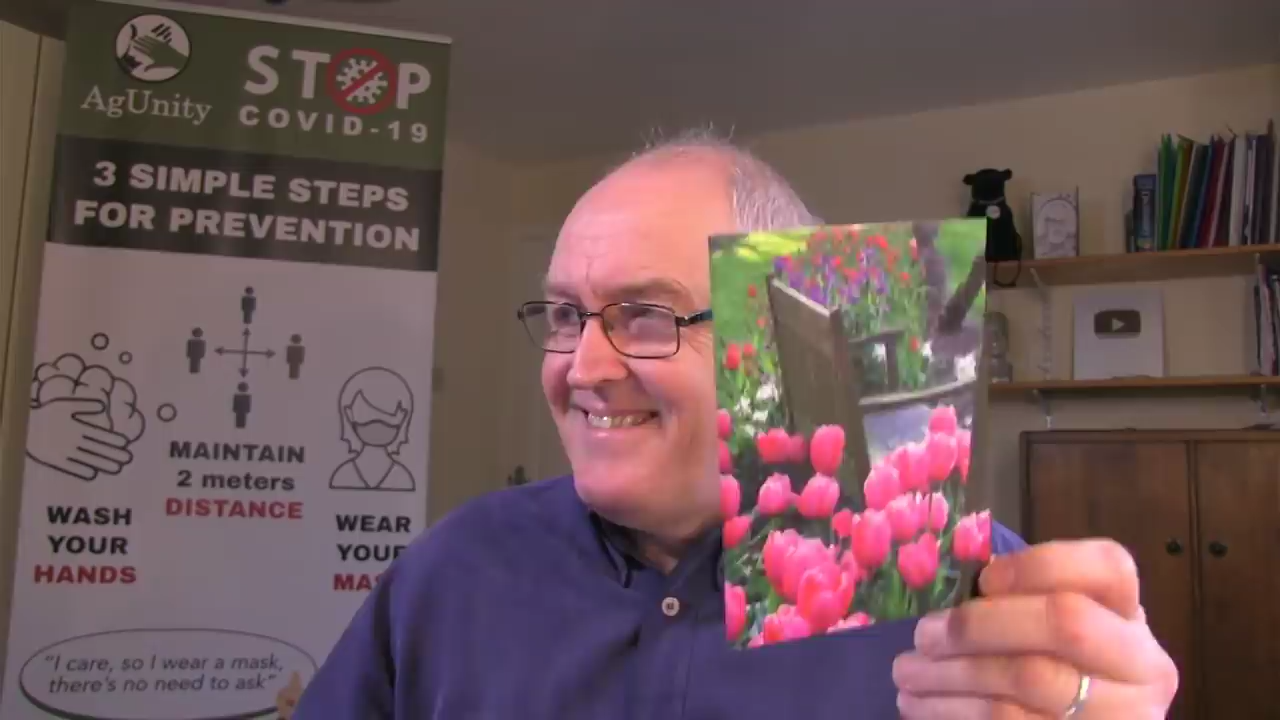 AgUnity
STOP
COVID-19
3 SIMPLE STEPS
FOR PREVENTION
MAINTAIN
2 meters
DISTANCE
WASH
YOUR
HANDS
WEAR
YOUR
MAS
"I care, so I wear a mask,
there's no need to ask"